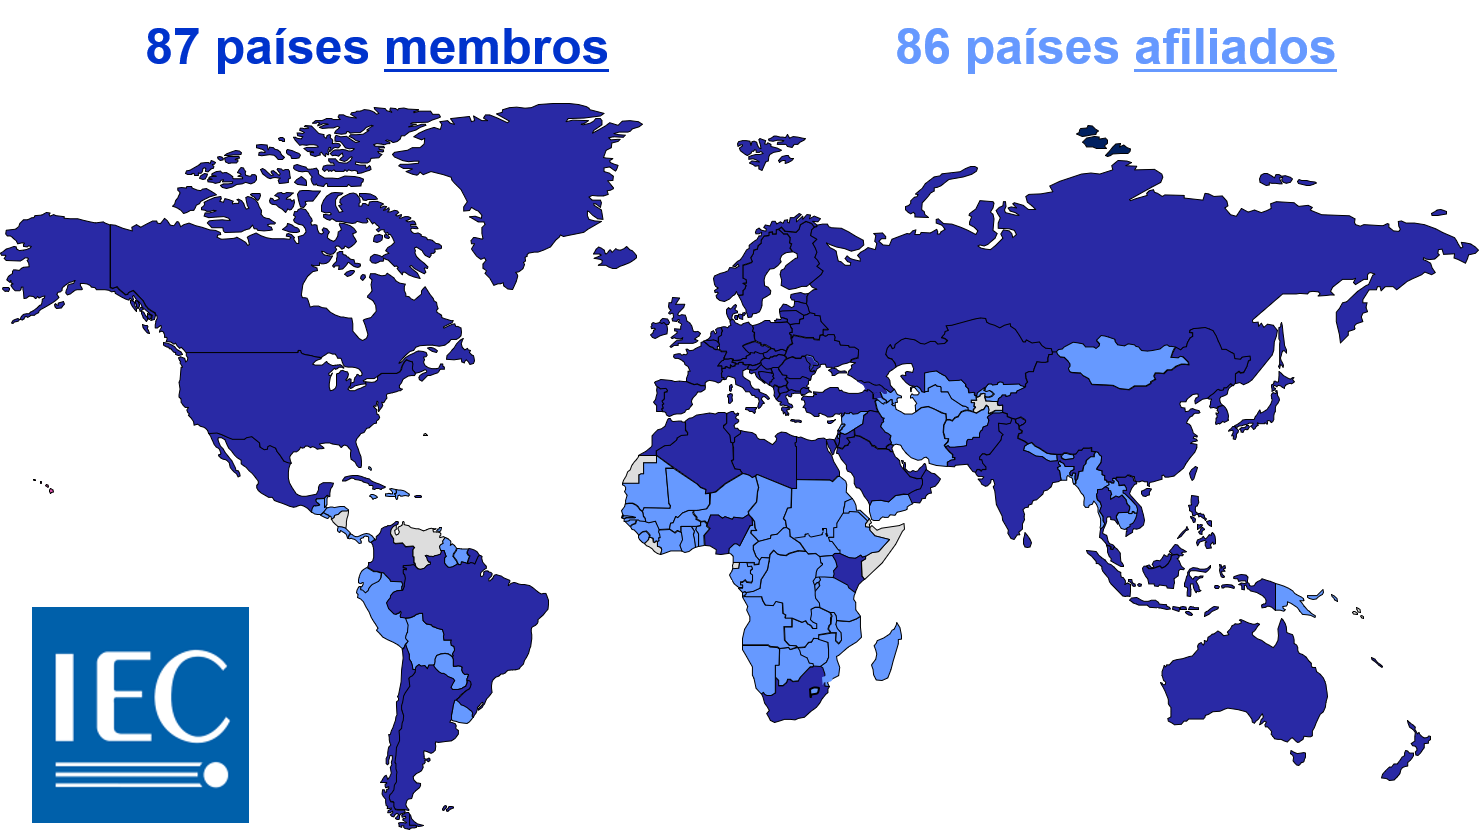 87 países membros
86 países afiliados
IEC